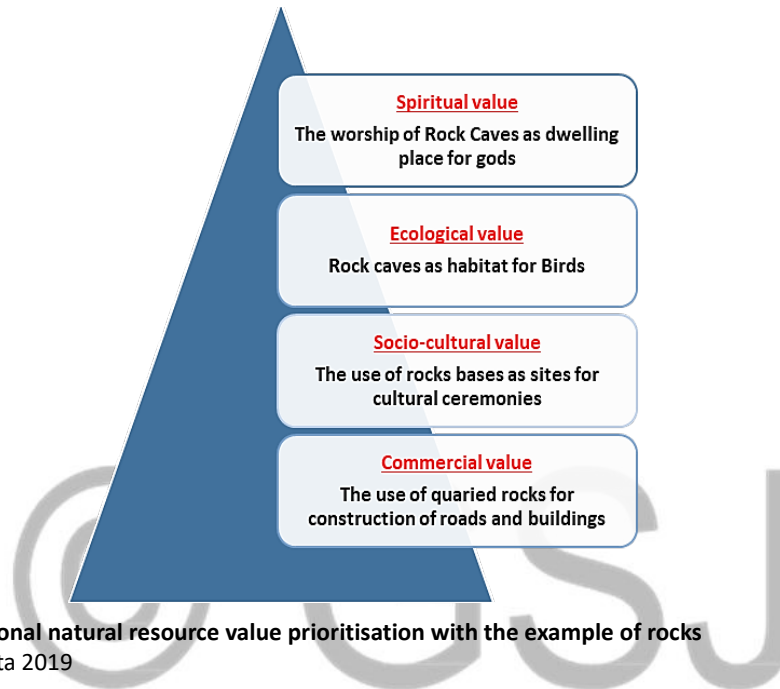 Spiritual value
The worship of Rock Caves as dwelling
place for gods
Ecological value
Rock caves as habitat for Birds
Socio-cultural value
The use of rocks bases as sites for
cultural ceremonies
Commercial value
The use of quaried rocks for
construction of roads and buildings
© GSJ
natural resource value prioritisation with the example of rocks
2019